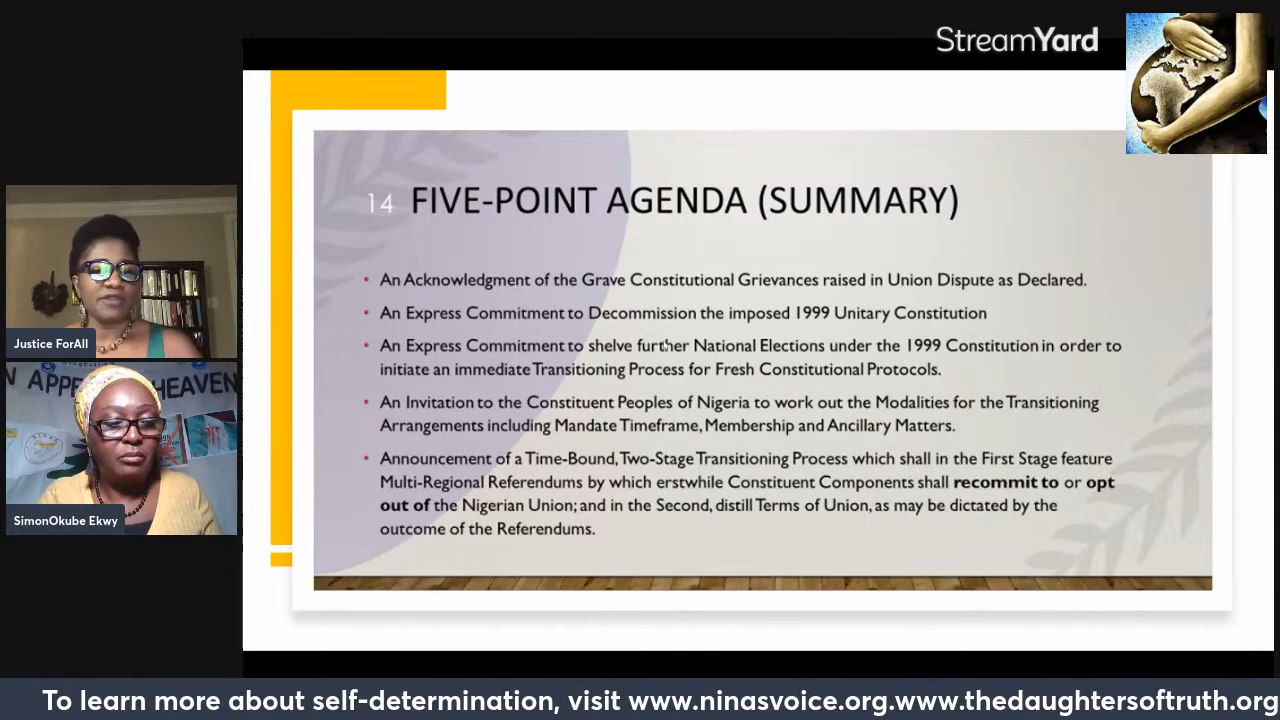 StreamYard
14 FIVE-POINT AGENDA (SUMMARY)
• An Acknowledgment of the Grave Constitutional Grievances raised in Union Dispute as Declared.
• An Express Commitment to Decommission the imposed 1999 Unitary Constitution
• An Express Commitment to shelve further National Elections under the 1999 Constitution in order to
initiate an immediate Transitioning Process for Fresh Constitutional Protocols.
• An Invitation to the Constituent Peoples of Nigeria to work out the Modalities for the Transitioning
Arrangements including Mandate Timeframe, Membership and Ancillary Matters.
• Announcement of a Time-Bound, Two-Stage Transitioning Process which shall in the First Stage feature
Multi-Regional Referendums by which erstwhile Constituent Components shall recommit to or opt
out of the Nigerian Union; and in the Second, distill Terms of Union, as may be dictated by the
outcome of the Referendums.
Justice ForAll
N APPE HEAVEN
SimonOkube Ekwy
To learn more about self-determination, visit www.ninasvoice.org.www.thedaughtersoftruth.org